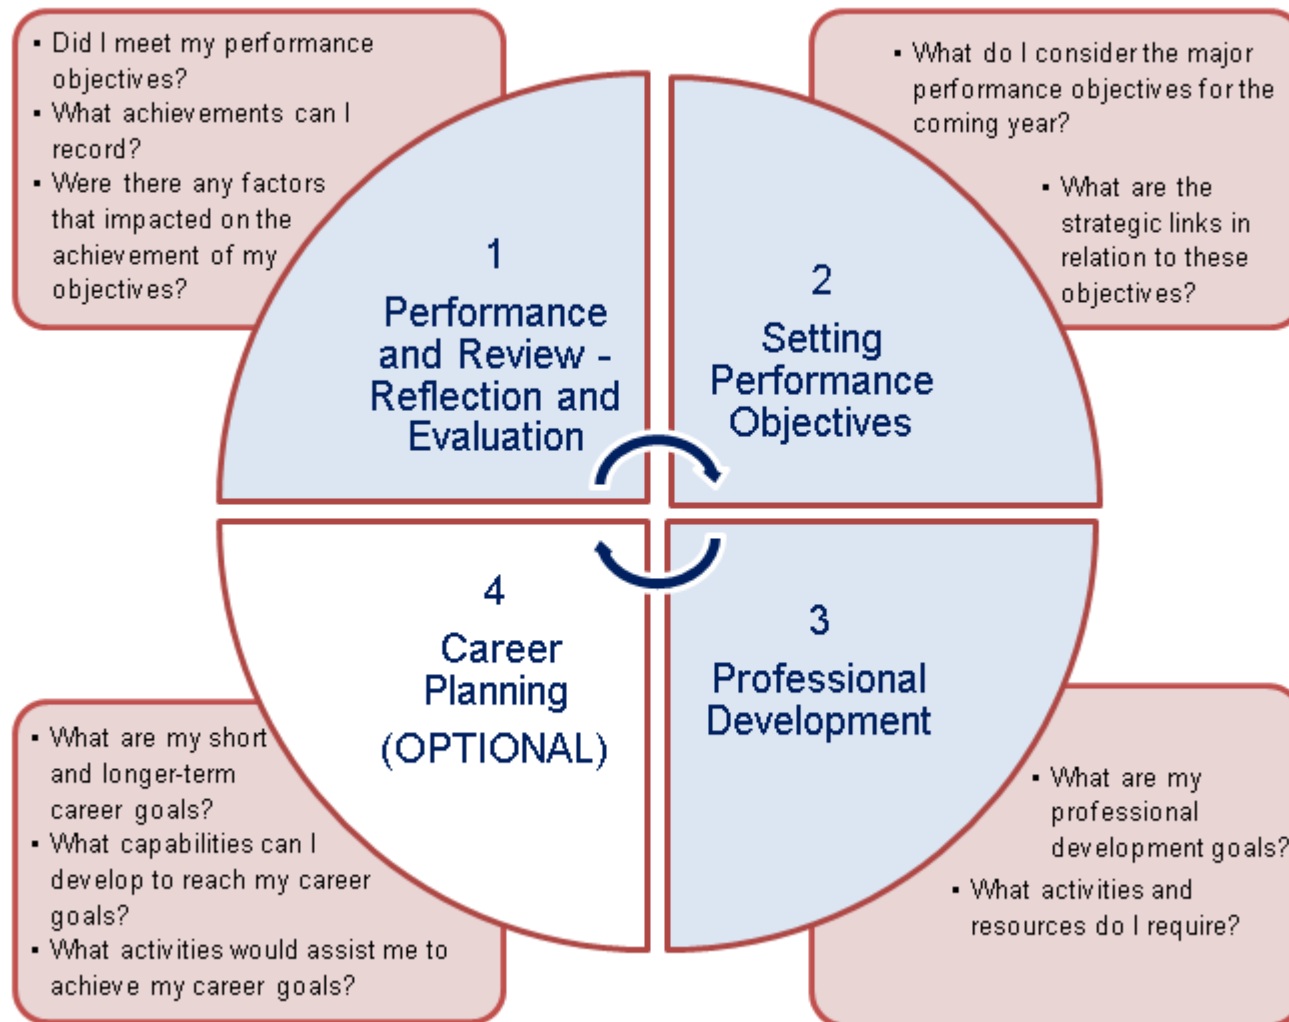 ▪ Did I meet my performance
objectives?
▪ What achievements can I
record?
▪ Were there any factors
that impacted on the
achievement of my
objectives?
▪ What do I consider the major
performance objectives for the
coming year?
▪ What are the
strategic links in
relation to these
objectives?
1
Performance
and Review -
Reflection and
Evaluation
2
Setting
Performance
Objectives
4
Career
Planning
(OPTIONAL)
3
Professional
Development
▪ What are my short
and longer-term
career goals?
▪ What capabilities can I
develop to reach my career
goals?
▪ What activities would assist me to
achieve my career goals?
▪ What are my
professional
development goals?
▪ What activities and
resources do I require?